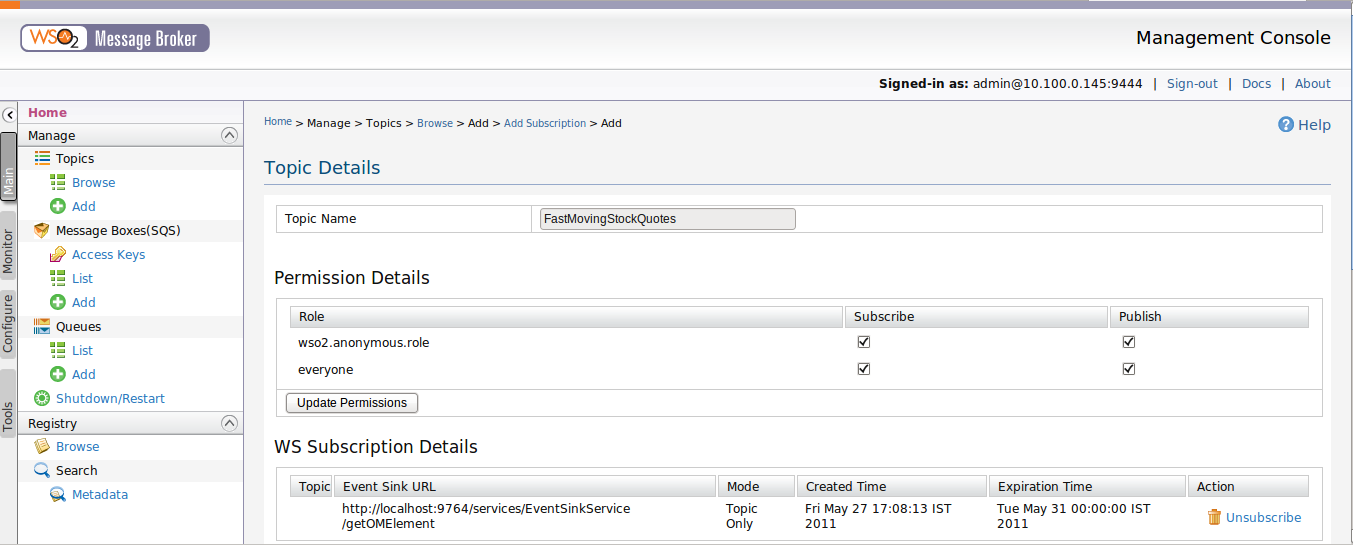 WSO2 Message Broker
Management Console
Signed-in as: admin@10.100.0.145:9444 | Sign-out | Docs | About
Main
Monitor
Configure
Tools
Home
Manage
Topics
Browse
Add
Message Boxes(SQS)
Access Keys
List
Add
Queues
List
Add
Shutdown/Restart
Registry
Browse
Search
Metadata
Home > Manage > Topics > Browse > Add > Add Subscription > Add
Help
Topic Details
Topic Name FastMovingStockQuotes
Permission Details
Role Subscribe Publish
wso2.anonymous.role
everyone
Update Permissions
WS Subscription Details
Topic Event Sink URL Mode Created Time Expiration Time Action
http://localhost:9764/services/EventSinkService Topic Fri May 27 17:08:13 IST Tue May 31 00:00:00 IST Unsubscribe
/getOMElement Only 2011 2011